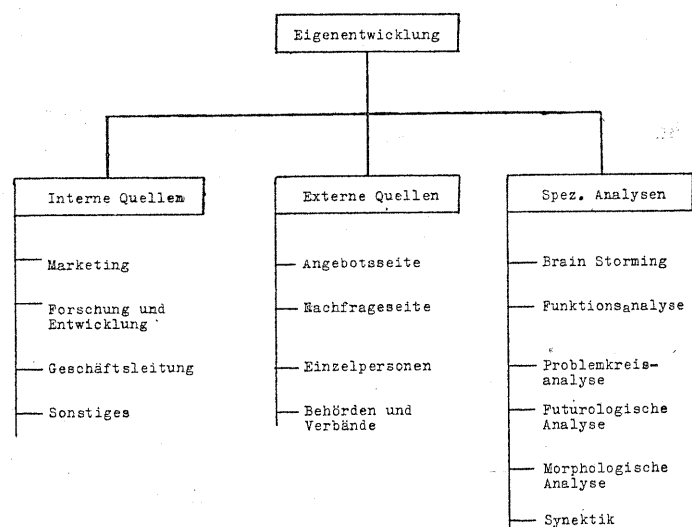 Eigenentwicklung
Interne Quellen
Marketing
Forschung und
Entwicklung
Geschäftsleitung
Sonstiges
Externe Quellen
Angebotsseite
Nachfrageseite
Einzelpersonen
Behörden und
Verbände
Spez. Analysen
Brain Storming
Funktionsanalyse
Problemkreis-
analyse
Futurologische
Analyse
Morphologische
Analyse
Synektik